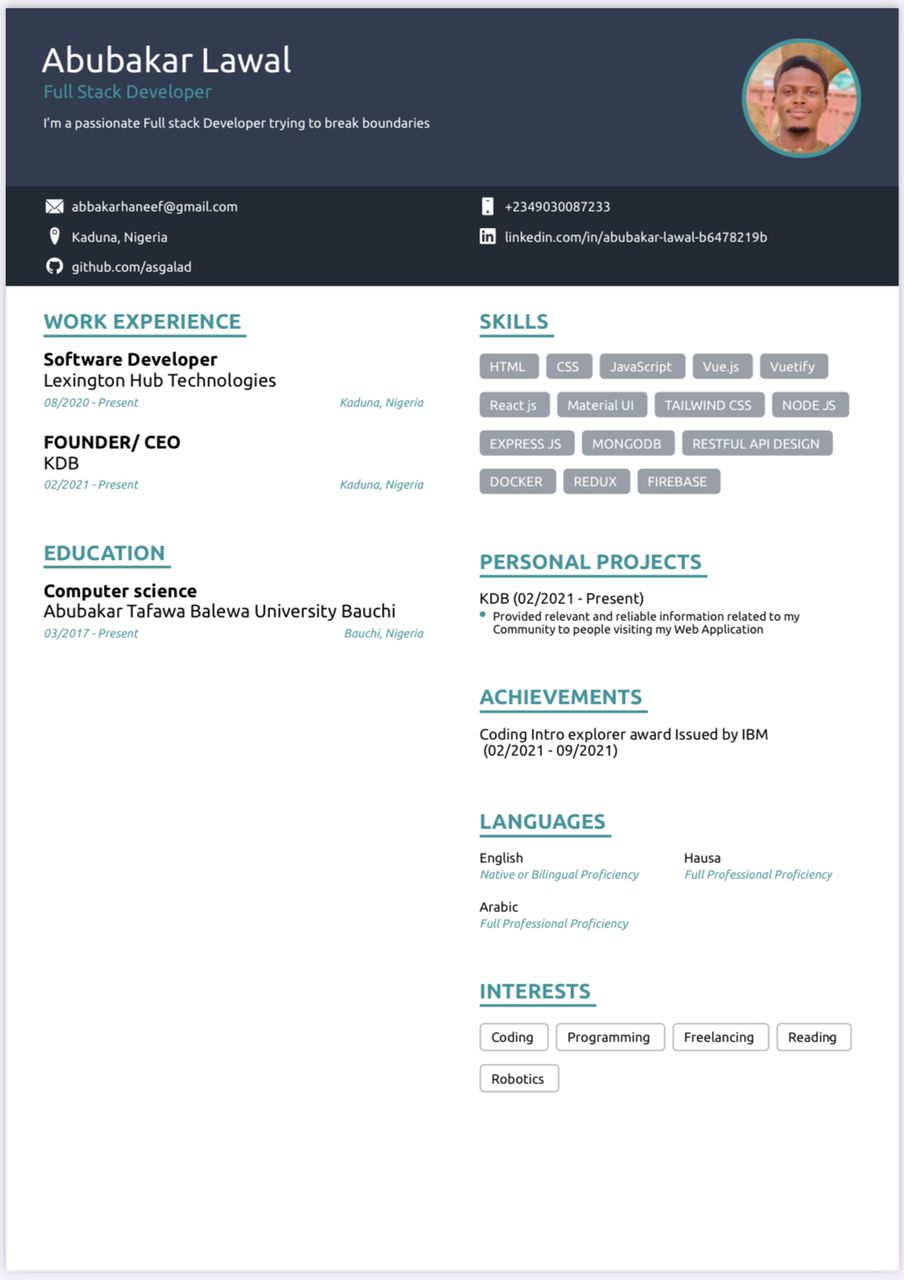 Abubakar Lawal
Full Stack Developer
I'm a passionate Full stack Developer trying to break boundaries
abbakarhaneef@gmail.com
+2349030087233
Kaduna, Nigeria
linkedin.com/in/abubakar-lawal-b6478219b
github.com/asgalad
WORK EXPERIENCE
Software Developer
Lexington Hub Technologies
08/2020 - Present
Kaduna, Nigeria
FOUNDER/ CEO
KDB
02/2021 - Present
Kaduna, Nigeria
EDUCATION
Computer science
Abubakar Tafawa Balewa University Bauchi
03/2017 - Present
Bauchi, Nigeria
SKILLS
HTML CSS JavaScript Vue.js Vuetify
React js Material UI TAILWIND CSS NODE JS
EXPRESS JS MONGODB RESTFUL API DESIGN
DOCKER REDUX FIREBASE
PERSONAL PROJECTS
KDB (02/2021 - Present)
Provided relevant and reliable information related to my
Community to people visiting my Web Application
ACHIEVEMENTS
Coding Intro explorer award Issued by IBM
(02/2021 - 09/2021)
LANGUAGES
English
Native or Bilingual Proficiency
Hausa
Full Professional Proficiency
Arabic
Full Professional Proficiency
INTERESTS
Coding Programming Freelancing Reading
Robotics